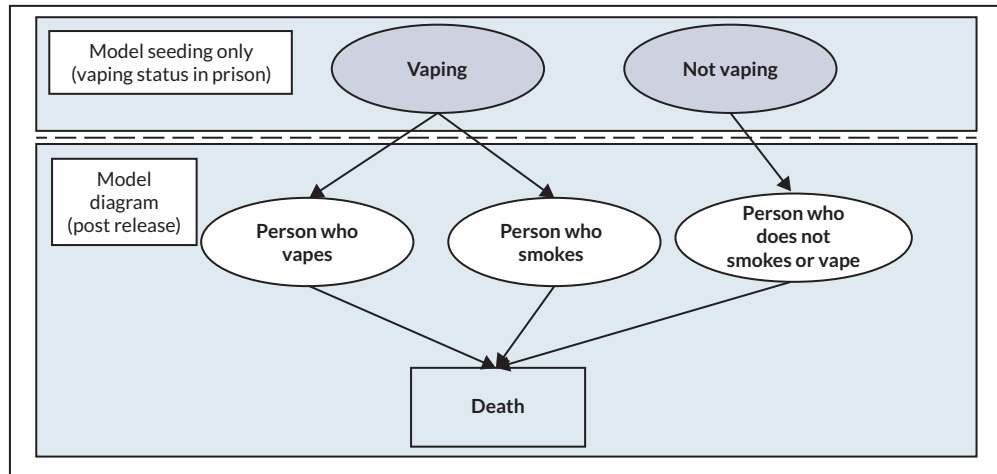 Model seeding only
(vaping status in prison)
Vaping
Not vaping
Model
diagram
(post release)
Person who
vapes
Person who
smokes
Person who
does not
smokes or vape
Death